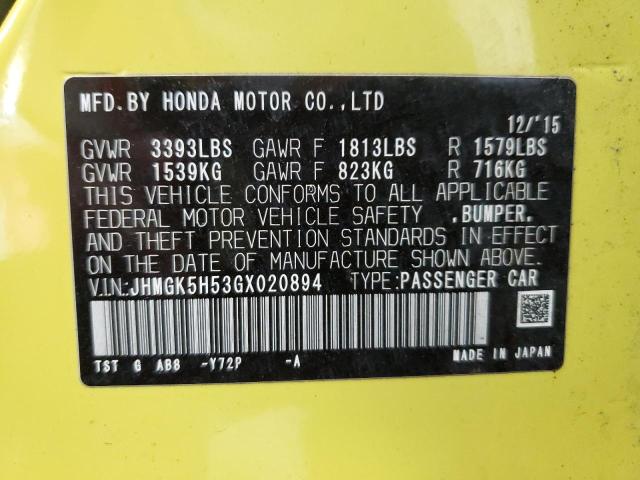 MFD.BY HONDA MOTOR CO.,LTD
12/'15
GVWR 3393LBS GAWR F 1813LBS R 1579LBS
GVWR 1539KG GAWR F 823KG R 716KG
THIS VEHICLE CONFORMS TO ALL APPLICABLE
FEDERAL MOTOR VEHICLE SAFETY .BUMPER.
AND THEFT PREVENTION STANDARDS IN EFFECT
ON THE DATE OF MANUFACTURE SHOWN ABOVE.
V.I.N:JHMGK5H53GX020894 TYPE:PASSENGER CAR
TST G AB8 -Y72P -A MADE IN JAPAN